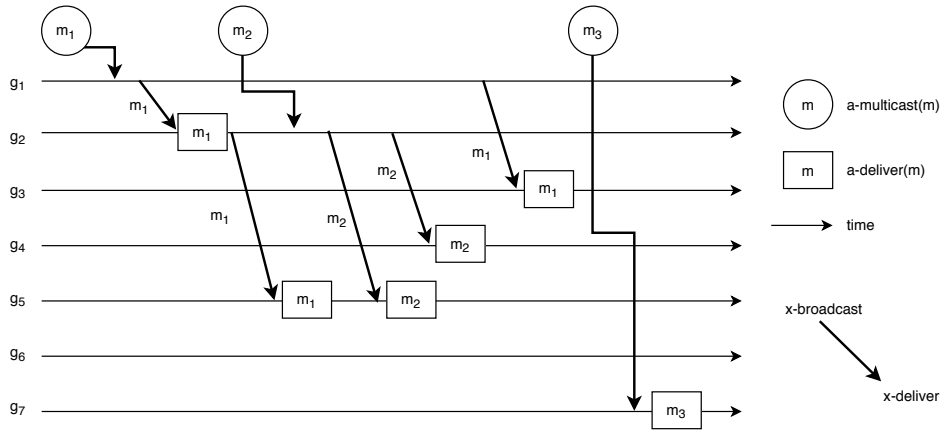 m₁
m₂
m₃
g₁
m₁
m
a-multicast(m)
g₂
m₁
m₁
m₂
m
a-deliver(m)
g₃
m₁
m₁
m₂
time
g₄
m₂
g₅
m₁
m₂
x-broadcast
g₆
x-deliver
g₇
m₃